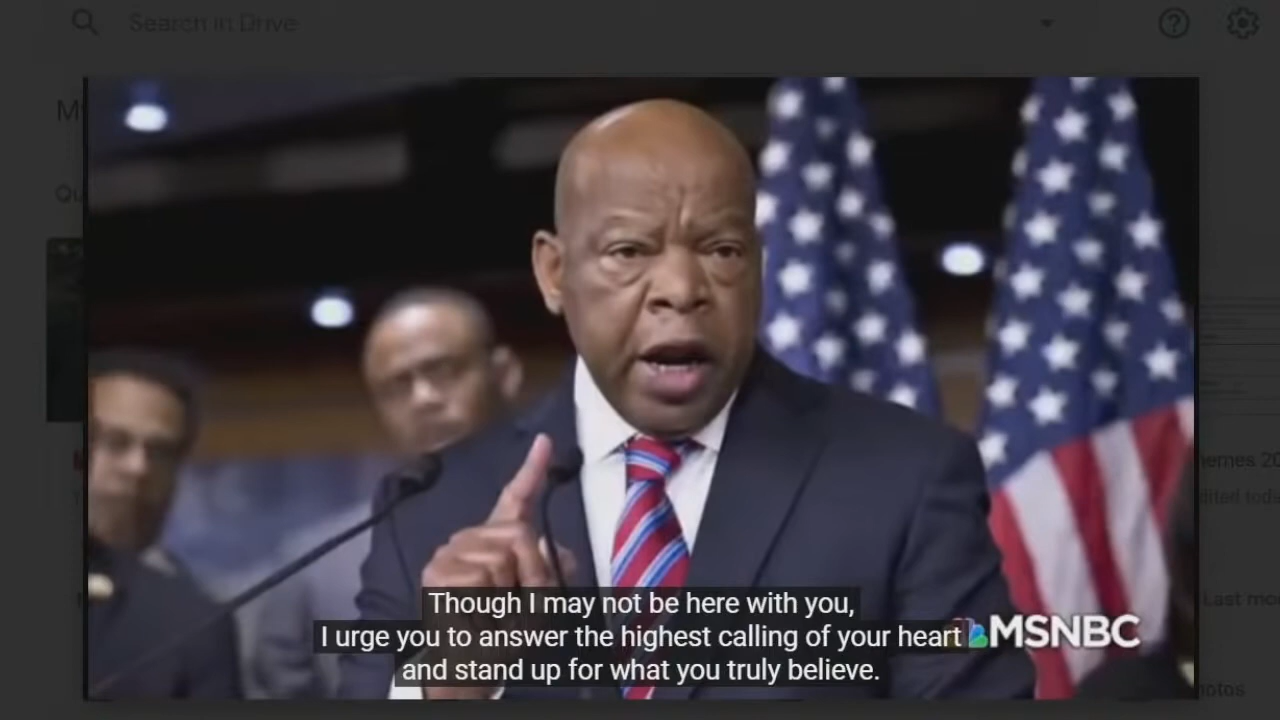 Search in Drive
Though I may not be here with you,
I urge you to answer the highest calling of your heart
and stand up for what you truly believe.
MSNBC